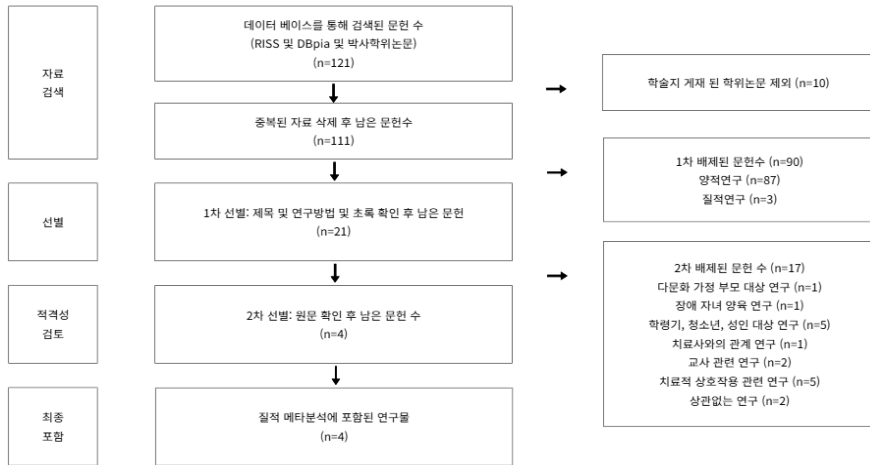 자료
검색
데이터 베이스를 통해 검색된 문헌 수
(RISS 및 DBpia 및 박사학위논문)
(n=121)
학술지 게재 된 학위논문 제외 (n=10)
중복된 자료 삭제 후 남은 문헌수
(n=111)
1차 배제된 문헌수 (n=90)
양적연구 (n=87)
질적연구 (n=3)
선별
1차 선별: 제목 및 연구방법 및 초록 확인 후 남은 문헌
(n=21)
2차 배제된 문헌 수 (n=17)
다문화 가정 부모 대상 연구 (n=1)
장애 자녀 양육 연구 (n=1)
학령기, 청소년, 성인 대상 연구 (n=5)
치료사와의 관계 연구 (n=1)
교사 관련 연구 (n=2)
치료적 상호작용 관련 연구 (n=5)
상관없는 연구 (n=2)
적격성
검토
2차 선별: 원문 확인 후 남은 문헌 수
(n=4)
최종
포함
질적 메타분석에 포함된 연구물
(n=4)